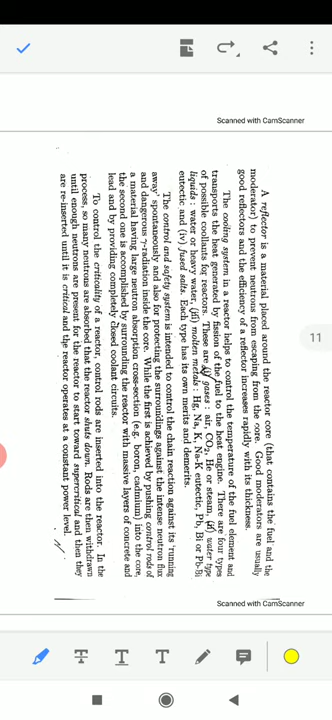 Scanned with CamScanner
A reflector is a material placed around the reactor core (that contains the fuel and the
moderator) to prevent neutrons from escaping from the core. Good moderators are usually
good reflectors and the efficiency of a reflector increases rapidly with its thickness.
The cooling system in a reactor helps to control the temperature of the fuel element and
transports the heat generated by fission of the fuel to the heat engine. There are four types
of possible coollants for reactors. These are (i) gases : air, CO2, He or steam, (ii) water type
liquids : water or heavy water, (iii) molten metals : Hg, Na, K, Na-K eutectic, Pb, Bi or Pb-Bi
eutectic and (iv) fused salts. Each type has its own merits and demerits.
The control and safety system is intended to control the chain reaction against its 'running
away' spontaneously and also for protecting the surrouidings against the intense neutron flux
and dangerous γ-radiation inside the core. While the first is achieved by pushing control rods of
a material having large neutron absorption cross-section (e.g. boron, cadmium) into the core,
the second one is accomplished by surrounding the reactor with massive layers of concrete and
lead and by providing completely closed coolant circuits.
To control the criticality of a reactor, control rods are inserted into the reactor. In the
process, so many neutrons are absorbed that the reactor shuts down. Rods are then withdrawn
until enough neutrons are present for the reactor to start toward supercritical and then they
are re-inserted until it is critical and the reactor operates at a constant power level.
11
Scanned with CamScanner
T T T